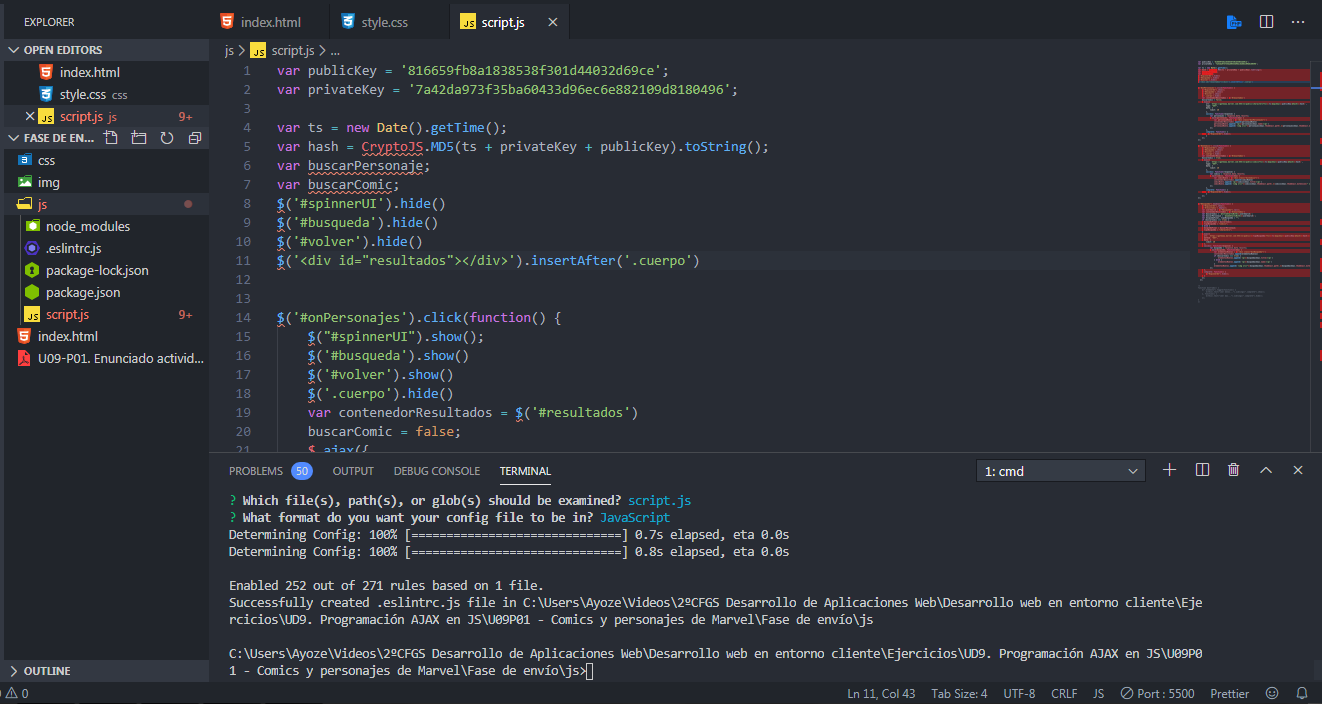 EXPLORER
OPEN EDITORS
index.html
style.css css
script.js js 9+
FASE DE EN...
css
img
js
node_modules
.eslintrc.js
package-lock.json
package.json
script.js 9+
index.html
U09-P01. Enunciado activid...
OUTLINE
index.html style.css script.js
js > script.js > ...
1 var publicKey = '816659fb8a1838538f301d44032d69ce';
2 var privateKey = '7a42da973f35ba60433d96ec6e882109d8180496';
3
4 var ts = new Date().getTime();
5 var hash = CryptoJS.MD5(ts + privateKey + publicKey).toString();
6 var buscarPersonaje;
7 var buscarComic;
8 $('#spinnerUI').hide()
9 $('#busqueda').hide()
10 $('#volver').hide()
11 $('<div id="resultados"></div>').insertAfter('.cuerpo')
12
13
14 $('#onPersonajes').click(function() {
15 $("#spinnerUI").show();
16 $('#busqueda').show()
17 $('#volver').show()
18 $('.cuerpo').hide()
19 var contenedorResultados = $('#resultados')
20 buscarComic = false;
21 $.ajax({
PROBLEMS 50 OUTPUT DEBUG CONSOLE TERMINAL 1: cmd
? Which file(s), path(s), or glob(s) should be examined? script.js
? What format do you want your config file to be in? JavaScript
Determining Config: 100% [==============================] 0.7s elapsed, eta 0.0s
Determining Config: 100% [==============================] 0.8s elapsed, eta 0.0s
Enabled 252 out of 271 rules based on 1 file.
Successfully created .eslintrc.js file in C:\Users\Ayoze\Videos\2ºCFGS Desarrollo de Aplicaciones Web\Desarrollo web en entorno cliente\Eje
rcicios\UD9. Programación AJAX en JS\U09P01 - Comics y personajes de Marvel\Fase de envío\js
C:\Users\Ayoze\Videos\2ºCFGS Desarrollo de Aplicaciones Web\Desarrollo web en entorno cliente\Ejercicios\UD9. Programación AJAX en JS\U09P0
1 - Comics y personajes de Marvel\Fase de envío\js>
0 Ln 11, Col 43 Tab Size: 4 UTF-8 CRLF JS Port : 5500 Prettier